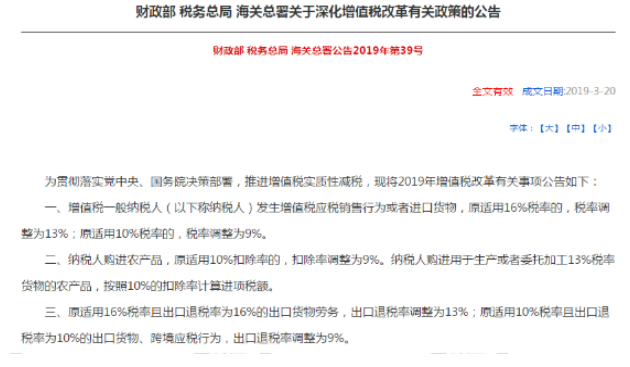 财政部 税务总局 海关总署关于深化增值税改革有关政策的公告
财政部 税务总局 海关总署公告2019年第39号
全文有效 成文日期:2019-3-20
字体：【大】【中】【小】
为贯彻落实党中央、国务院决策部署，推进增值税实质性减税，现将2019年增值税改革有关事项公告如下：
一、增值税一般纳税人（以下称纳税人）发生增值税应税销售行为或者进口货物，原适用16%税率的，税率调
整为13%；原适用10%税率的，税率调整为9%。
二、纳税人购进农产品，原适用10%扣除率的，扣除率调整为9%。纳税人购进用于生产或者委托加工13%税率
货物的农产品，按照10%的扣除率计算进项税额。
三、原适用16%税率且出口退税率为16%的出口货物劳务，出口退税率调整为13%；原适用10%税率且出口退
税率为10%的出口货物、跨境应税行为，出口退税率调整为9%。